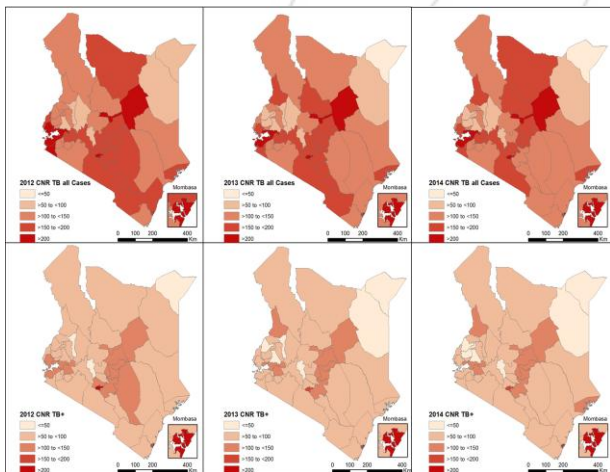 2012 CNR TB all Cases
<=50
>50 to <100
>100 to <150
>150 to <200
>200
Mombasa
0 100 200 400
Km
2013 CNR TB all Cases
<=50
>50 to <100
>100 to <150
>150 to <200
>200
Mombasa
0 100 200 400
Km
2014 CNR TB all Cases
<=50
>50 to <100
>100 to <150
>150 to <200
>200
Mombasa
0 100 200 400
Km
2012 CNR TB+
<=50
>50 to <100
>100 to <150
>150 to <200
>200
Mombasa
0 100 200 400
Km
2013 CNR TB+
<=50
>50 to <100
>100 to <150
>150 to <200
>200
Mombasa
0 100 200 400
Km
2014 CNR TB+
<=50
>50 to <100
>100 to <150
>150 to <200
>200
Mombasa
0 100 200 400
Km